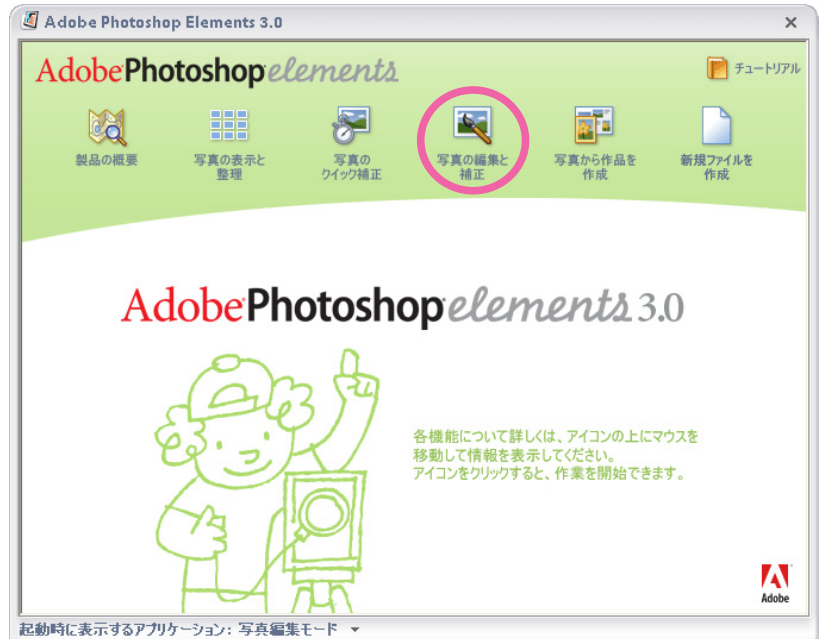 Adobe Photoshop Elements 3.0
Adobe Photoshop elements
チュートリアル
製品の概要
写真の表示と
整理
写真の
クイック補正
写真の編集と
補正
写真から作品を
作成
新規ファイルを
作成
Adobe Photoshop elements 3.0
各機能について詳しくは、アイコンの上にマウスを
移動して情報を表示してください。
アイコンをクリックすると、作業を開始できます。
Adobe
起動時に表示するアプリケーション: 写真編集モード